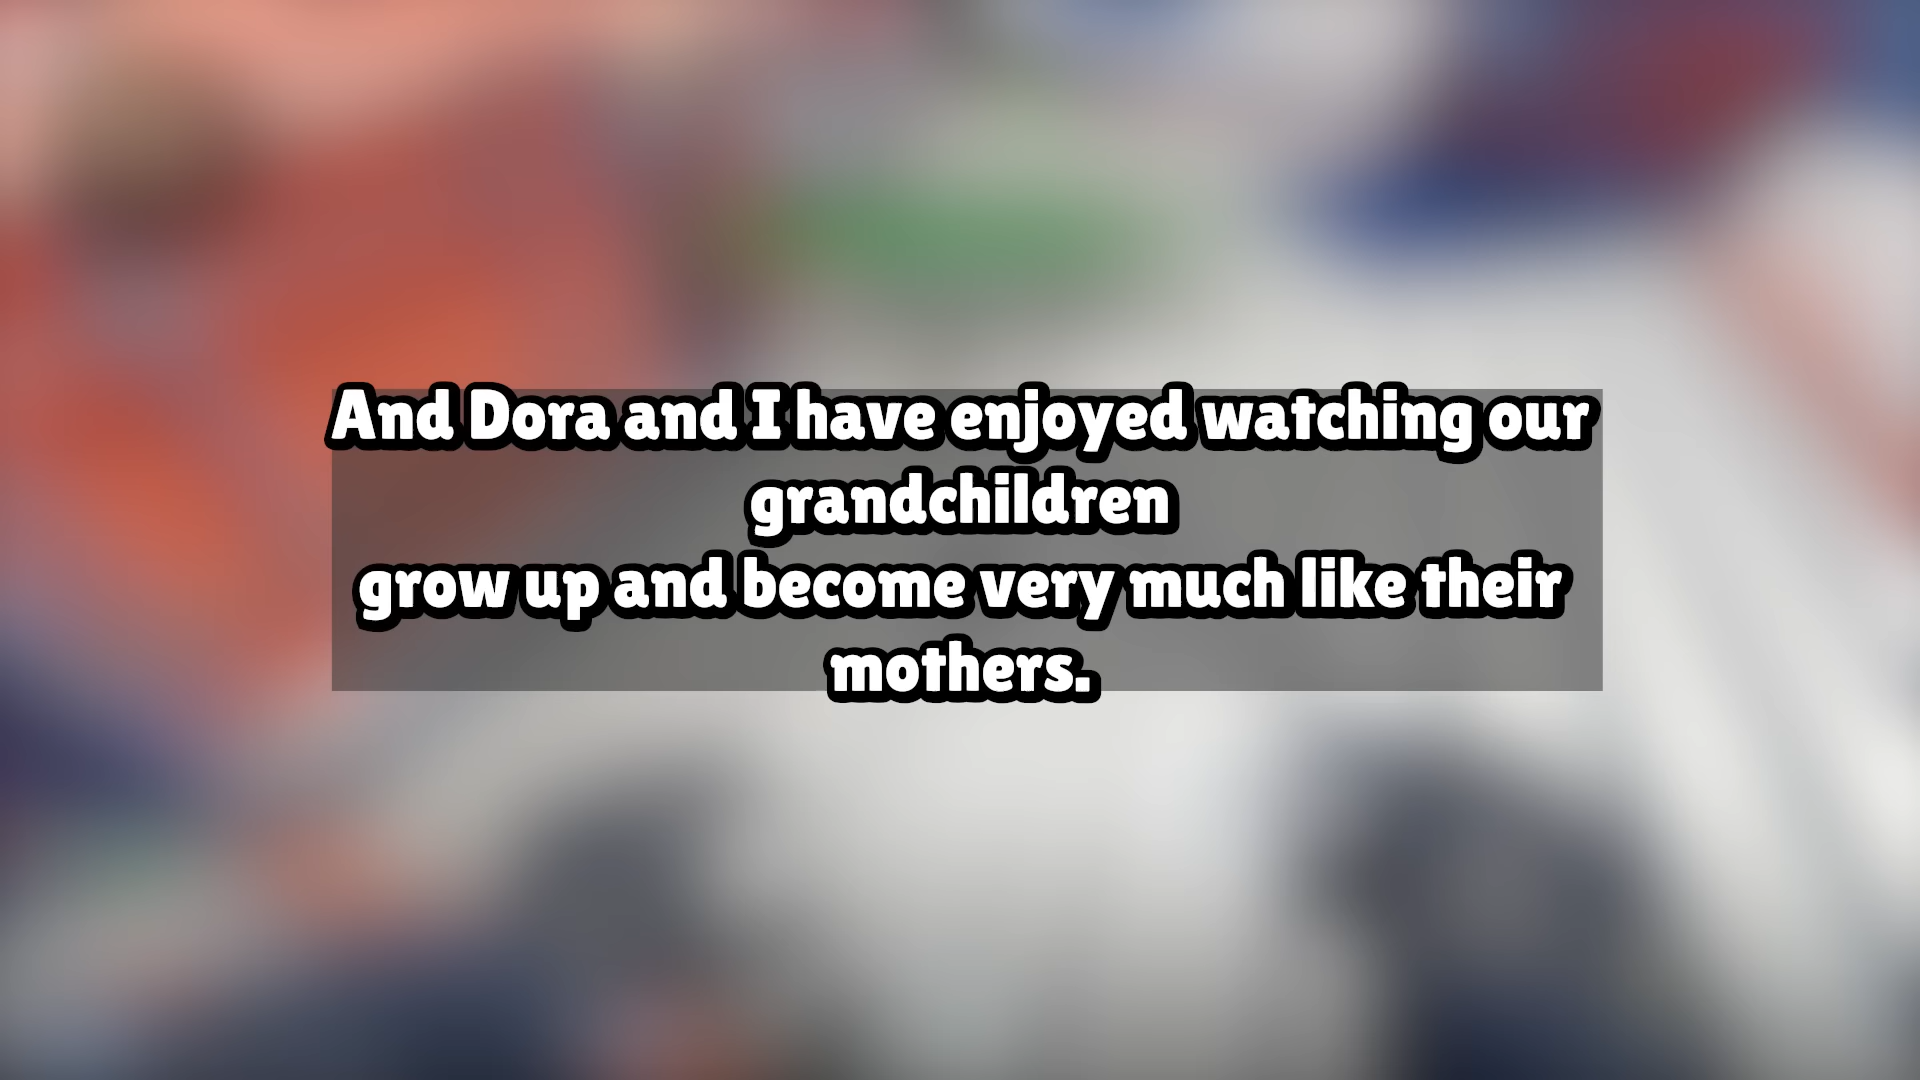 And Dora and I have enjoyed watching our
grandchildren
grow up and become very much like their
mothers.